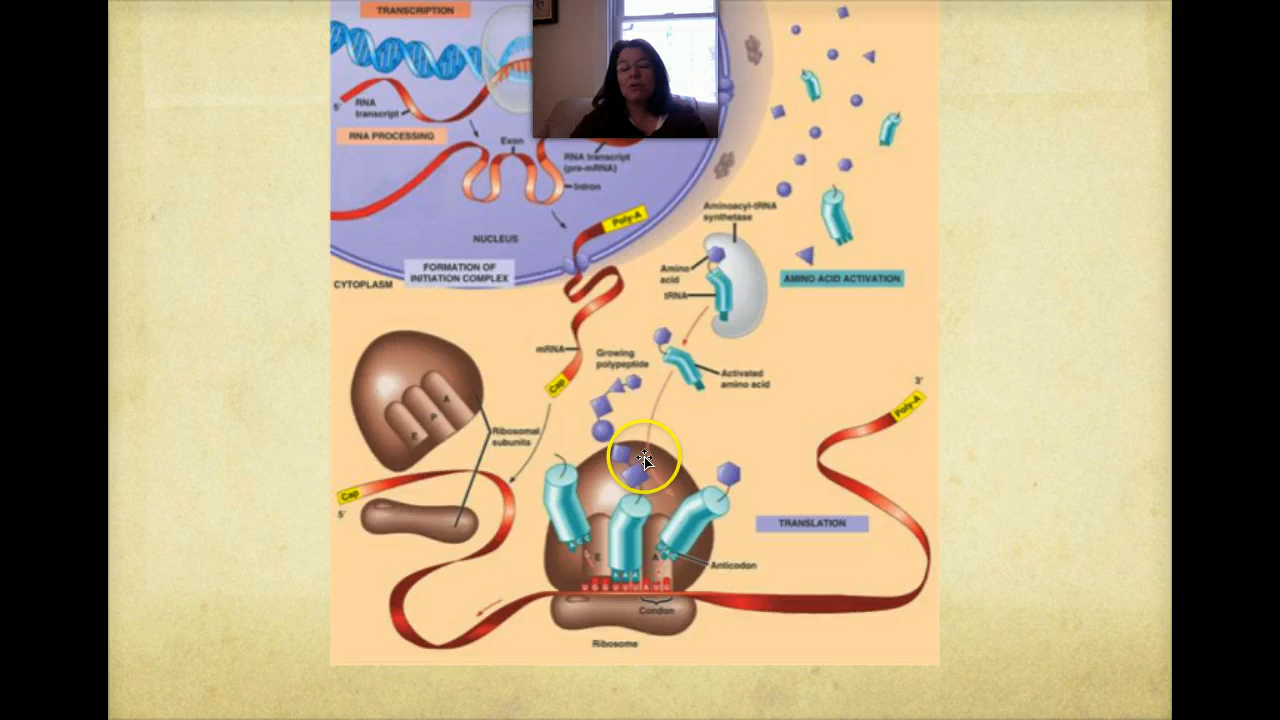 TRANSCRIPTION
RNA
transcript
5'
RNA PROCESSING
Exon
RNA transcript
(pre-mRNA)
Intron
Poly-A
NUCLEUS
FORMATION OF
INITIATION COMPLEX
CYTOPLASM
Aminoacyl-tRNA
synthetase
Amino
acid
tRNA
AMINO ACID ACTIVATION
mRNA
Growing
polypeptide
Activated
amino acid
Cap
3'
Poly-A
A
P
E
Ribosomal
subunits
Cap
5'
TRANSLATION
E
A
Anticodon
Condon
Ribosome